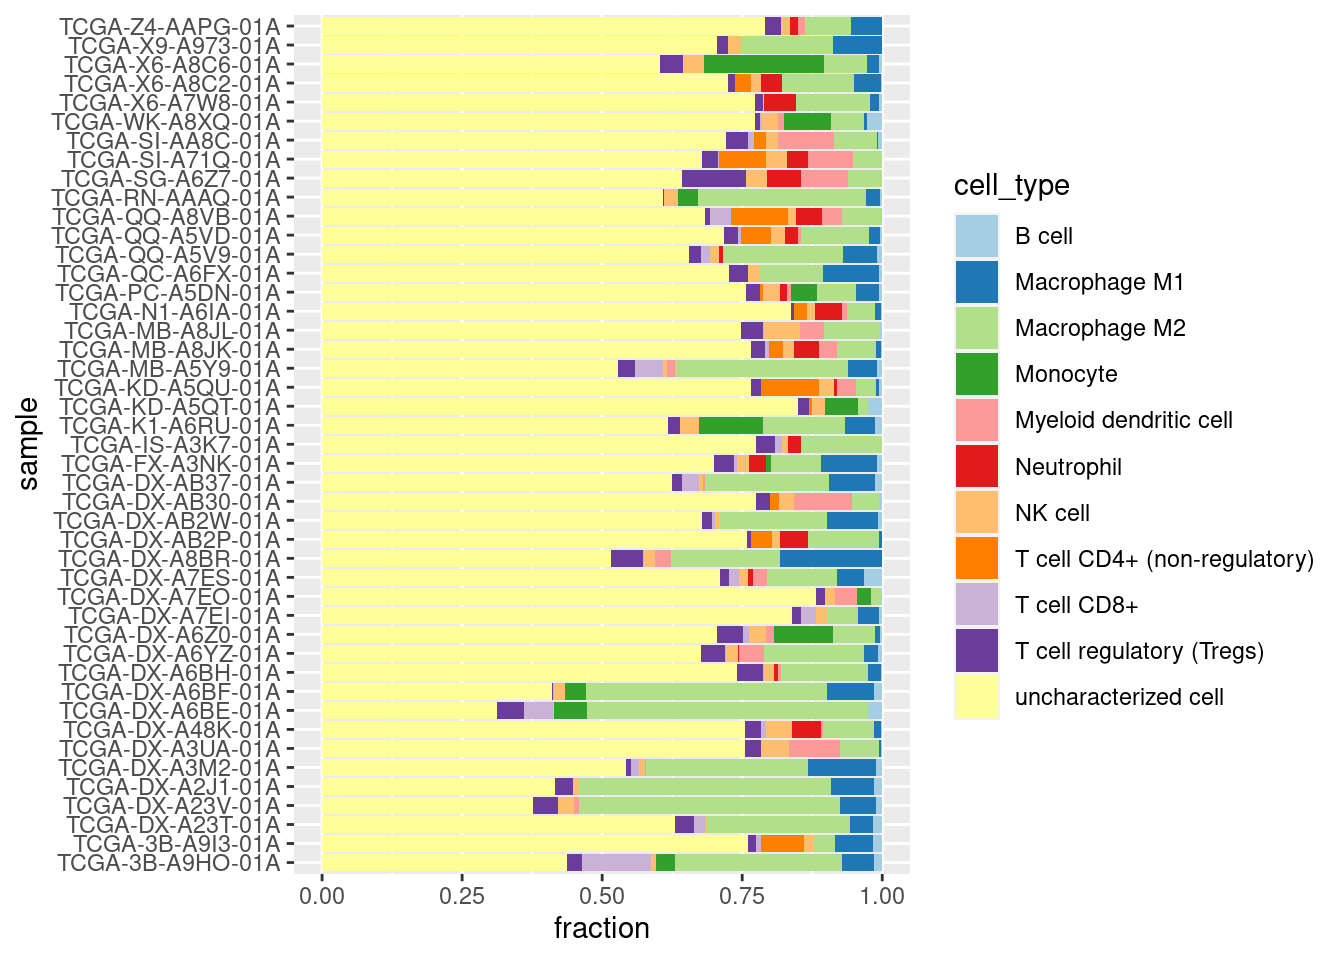 TCGA-Z4-AAPG-01A
TCGA-X9-A973-01A
TCGA-X6-A8C6-01A
TCGA-X6-A8C2-01A
TCGA-X6-A7W8-01A
TCGA-WK-A8XQ-01A
TCGA-SI-AA8C-01A
TCGA-SI-A71Q-01A
TCGA-SG-A6Z7-01A
TCGA-RN-AAAQ-01A
TCGA-QQ-A8VB-01A
TCGA-QQ-A5VD-01A
TCGA-QQ-A5V9-01A
TCGA-QC-A6FX-01A
TCGA-PC-A5DN-01A
TCGA-N1-A6IA-01A
TCGA-MB-A8JL-01A
TCGA-MB-A8JK-01A
TCGA-MB-A5Y9-01A
TCGA-KD-A5QU-01A
TCGA-KD-A5QT-01A
TCGA-K1-A6RU-01A
TCGA-IS-A3K7-01A
TCGA-FX-A3NK-01A
TCGA-DX-AB37-01A
TCGA-DX-AB30-01A
TCGA-DX-AB2W-01A
TCGA-DX-AB2P-01A
TCGA-DX-A8BR-01A
TCGA-DX-A7ES-01A
TCGA-DX-A7EO-01A
TCGA-DX-A7EI-01A
TCGA-DX-A6Z0-01A
TCGA-DX-A6YZ-01A
TCGA-DX-A6BH-01A
TCGA-DX-A6BF-01A
TCGA-DX-A6BE-01A
TCGA-DX-A48K-01A
TCGA-DX-A3UA-01A
TCGA-DX-A3M2-01A
TCGA-DX-A2J1-01A
TCGA-DX-A23V-01A
TCGA-DX-A23T-01A
TCGA-3B-A9I3-01A
TCGA-3B-A9HO-01A
sample
0.00 0.25 0.50 0.75 1.00
fraction
cell_type
B cell
Macrophage M1
Macrophage M2
Monocyte
Myeloid dendritic cell
Neutrophil
NK cell
T cell CD4+ (non-regulatory)
T cell CD8+
T cell regulatory (Tregs)
uncharacterized cell